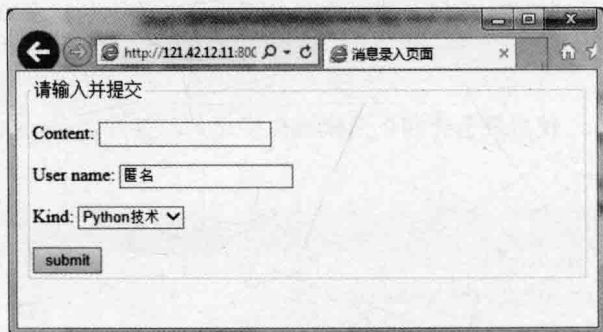 http://121.42.12.11:80
消息录入页面
请输入并提交
Content:
User name: 匿名
Kind: Python技术
submit